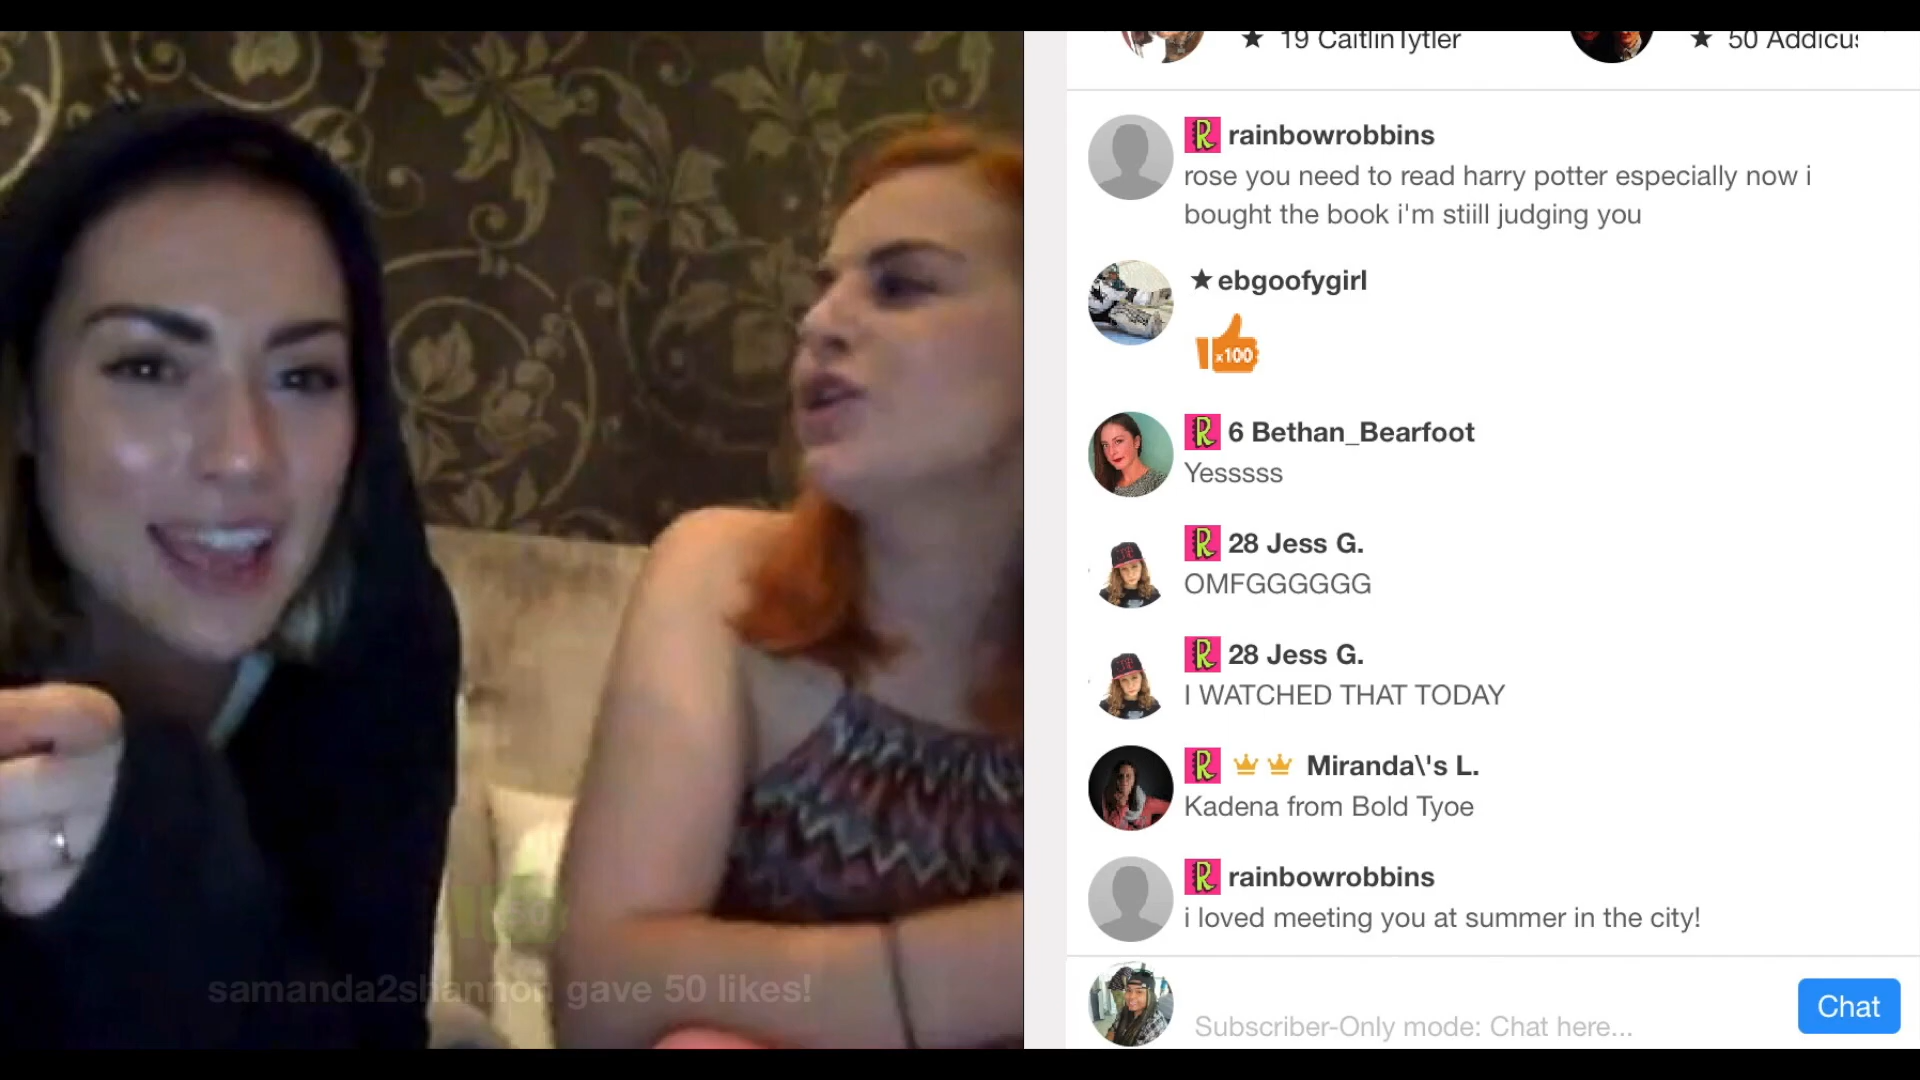 ★ 19 CaitlinTytler
★ 50 Addicu
R rainbowrobbins
rose you need to read harry potter especially now i
bought the book i'm stiill judging you
★ ebgoofygirl
x100
R 6 Bethan_Bearfoot
Yesssss
R 28 Jess G.
OMFGGGGGG
R 28 Jess G.
I WATCHED THAT TODAY
R Miranda\'s L.
Kadena from Bold Tyoe
R rainbowrobbins
i loved meeting you at summer in the city!
samanda2shannon gave 50 likes!
Subscriber-Only mode: Chat here...
Chat